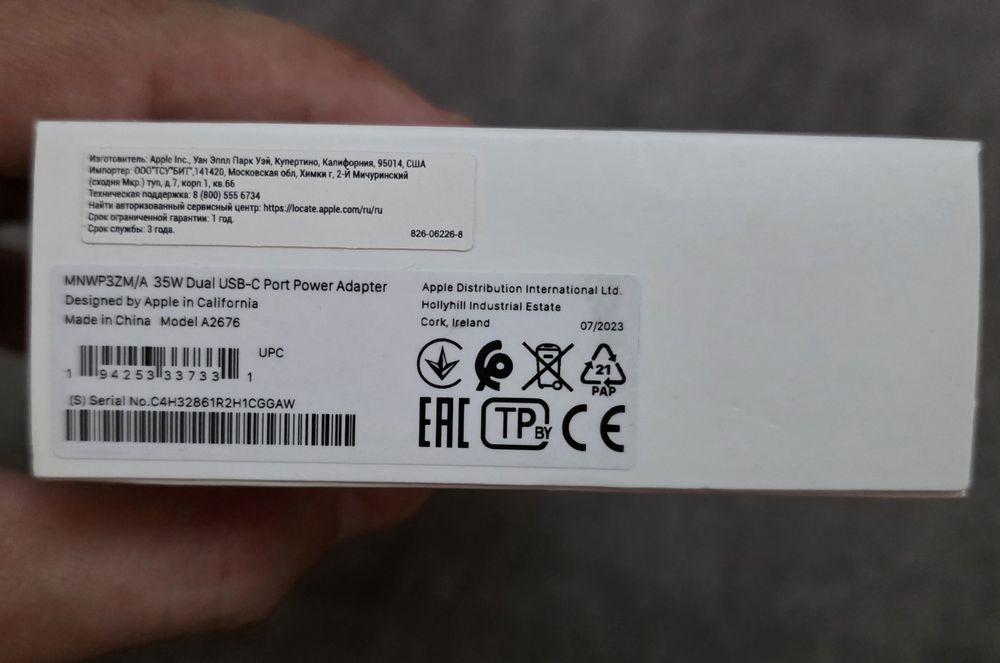 Изготовитель: Apple Inc., Уан Эппл Парк Уэй, Купертино, Калифорния, 95014, США
Импортер: ООО"ТСУ"БИТ",141420, Московская обл, Химки г, 2-Й Мичуринский
(сходня Мкр.) туп, д.7, корп.1, кв.66
Техническая поддержка: 8 (800) 555 6734
Найти авторизованный сервисный центр: https://locate.apple.com/ru/ru
Срок ограниченной гарантии: 1 год.
Срок службы: 3 года.
826-06226-8
MNWP3ZM/A 35W Dual USB-C Port Power Adapter
Designed by Apple in California
Made in China Model A2676
UPC
1 94253 33733 1
(S) Serial No.C4H32861R2H1CGGAW
Apple Distribution International Ltd.
Hollyhill Industrial Estate
Cork, Ireland
07/2023
21
PAP
EAC TP BY CE